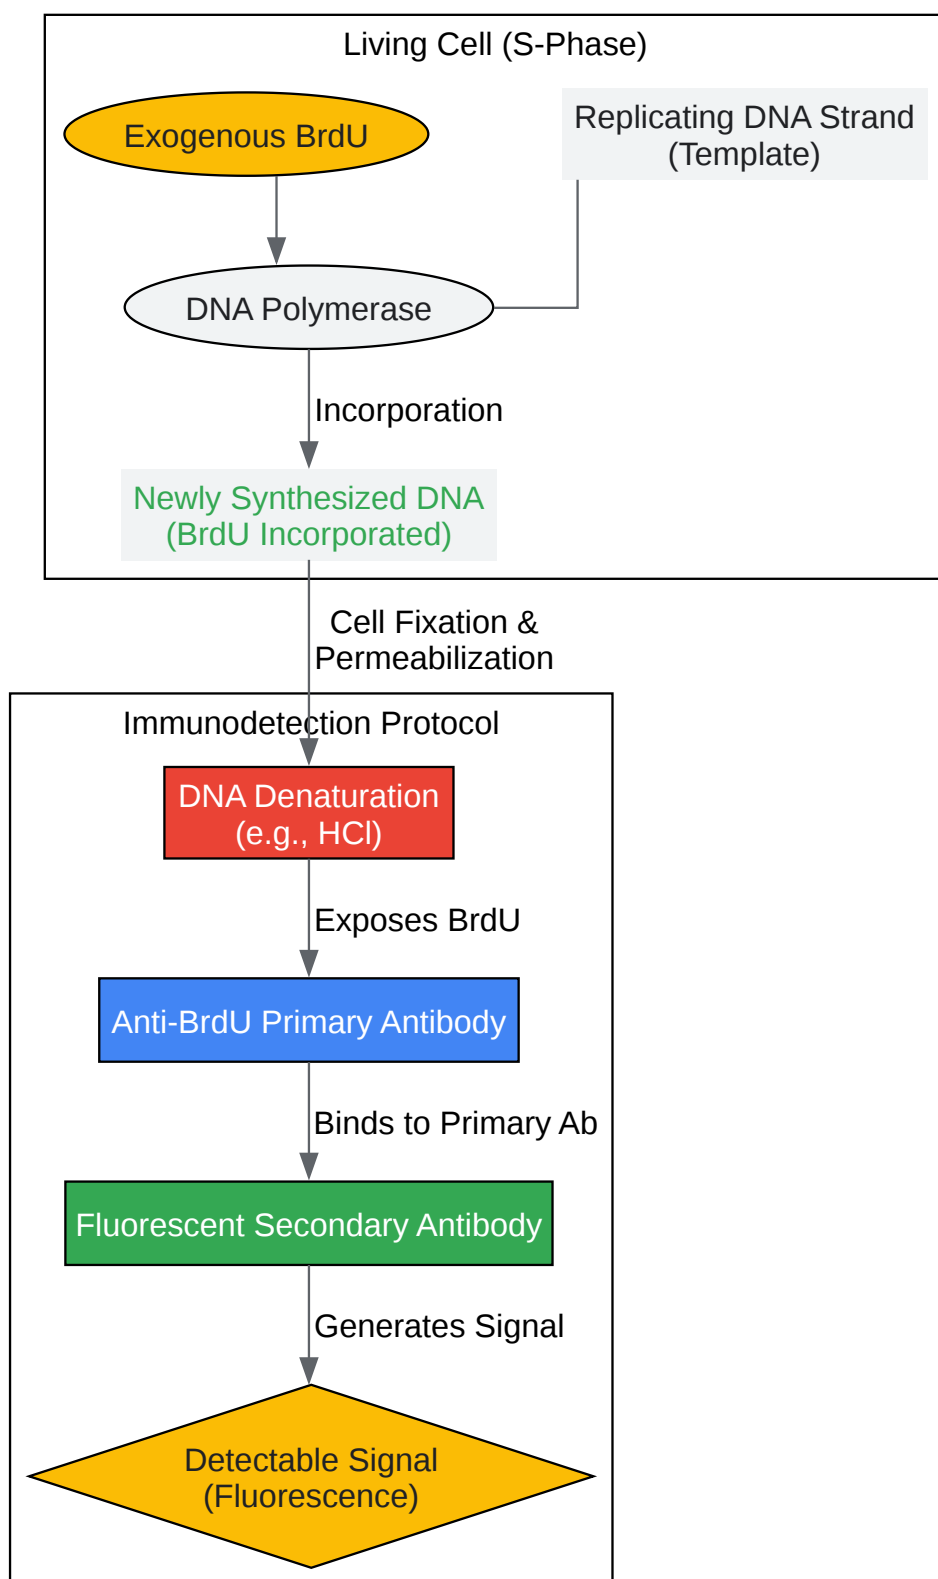 Living Cell (S-Phase)
Exogenous BrdU
Replicating DNA Strand
(Template)
DNA Polymerase
Incorporation
Newly Synthesized DNA
(BrdU Incorporated)
Cell Fixation &
Permeabilization
Immunodetection Protocol
DNA Denaturation
(e.g., HCl)
Exposes BrdU
Anti-BrdU Primary Antibody
Binds to Primary Ab
Fluorescent Secondary Antibody
Generates Signal
Detectable Signal
(Fluorescence)